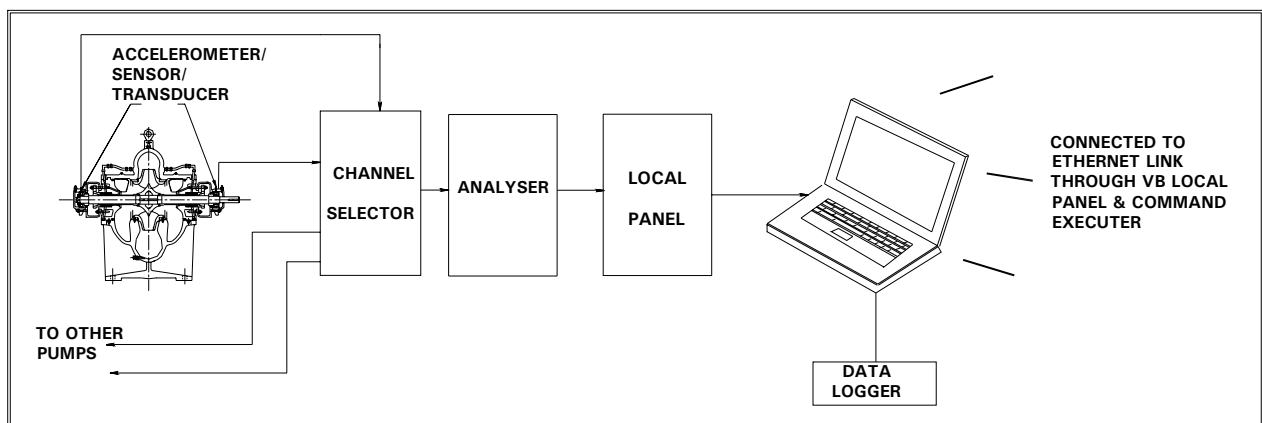 ACCELEROMETER/
SENSOR/
TRANSDUCER
CHANNEL
SELECTOR
ANALYSER
LOCAL
PANEL
CONNECTED TO
ETHERNET LINK
THROUGH VB LOCAL
PANEL & COMMAND
EXECUTER
TO OTHER
PUMPS
DATA
LOGGER